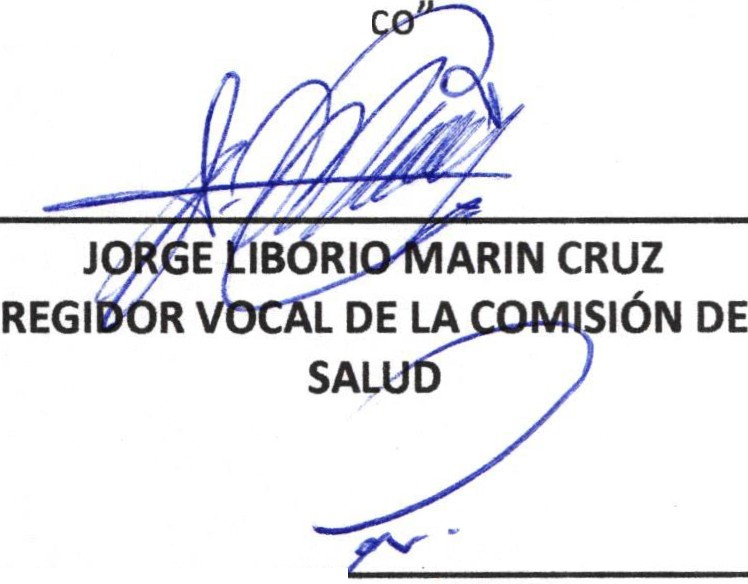 co”
JORGE LIBORIO MARIN CRUZ
REGIDOR VOCAL DE LA COMISIÓN DE
SALUD